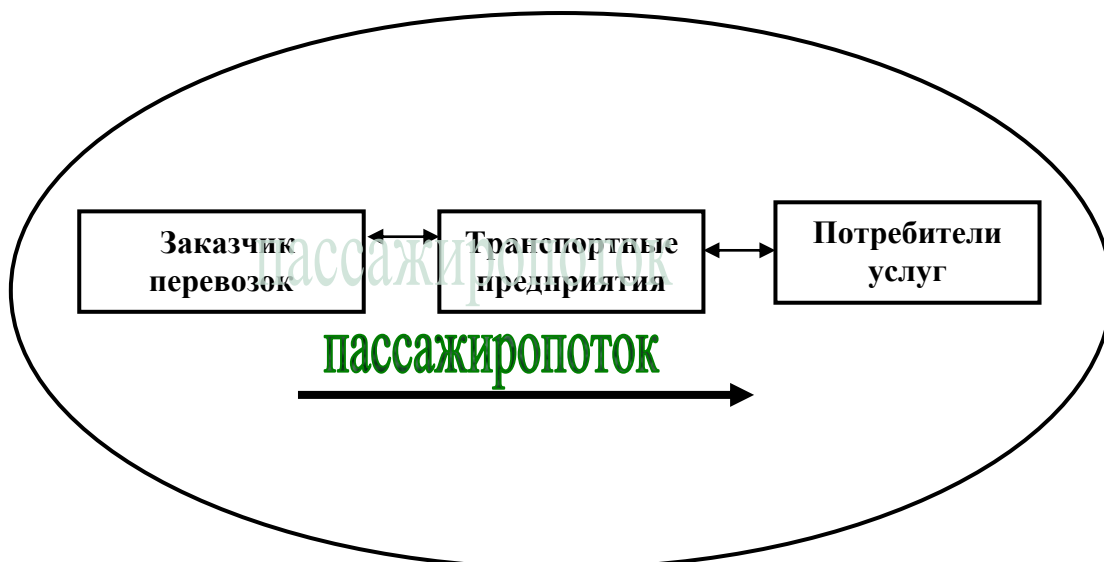 Заказчик
перевозок
Транспортные
предприятия
Потребители
услуг
пассажиропоток
пассажиропоток